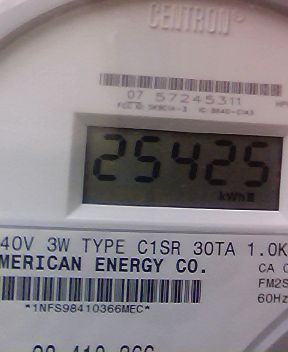 CENTRON®
07 57245311
25425
kWh
40V 3W TYPE C1SR 30TA 1.0K
MERICAN ENERGY CO.
CA
FM2S
60Hz
*1NFS98410366MEC*